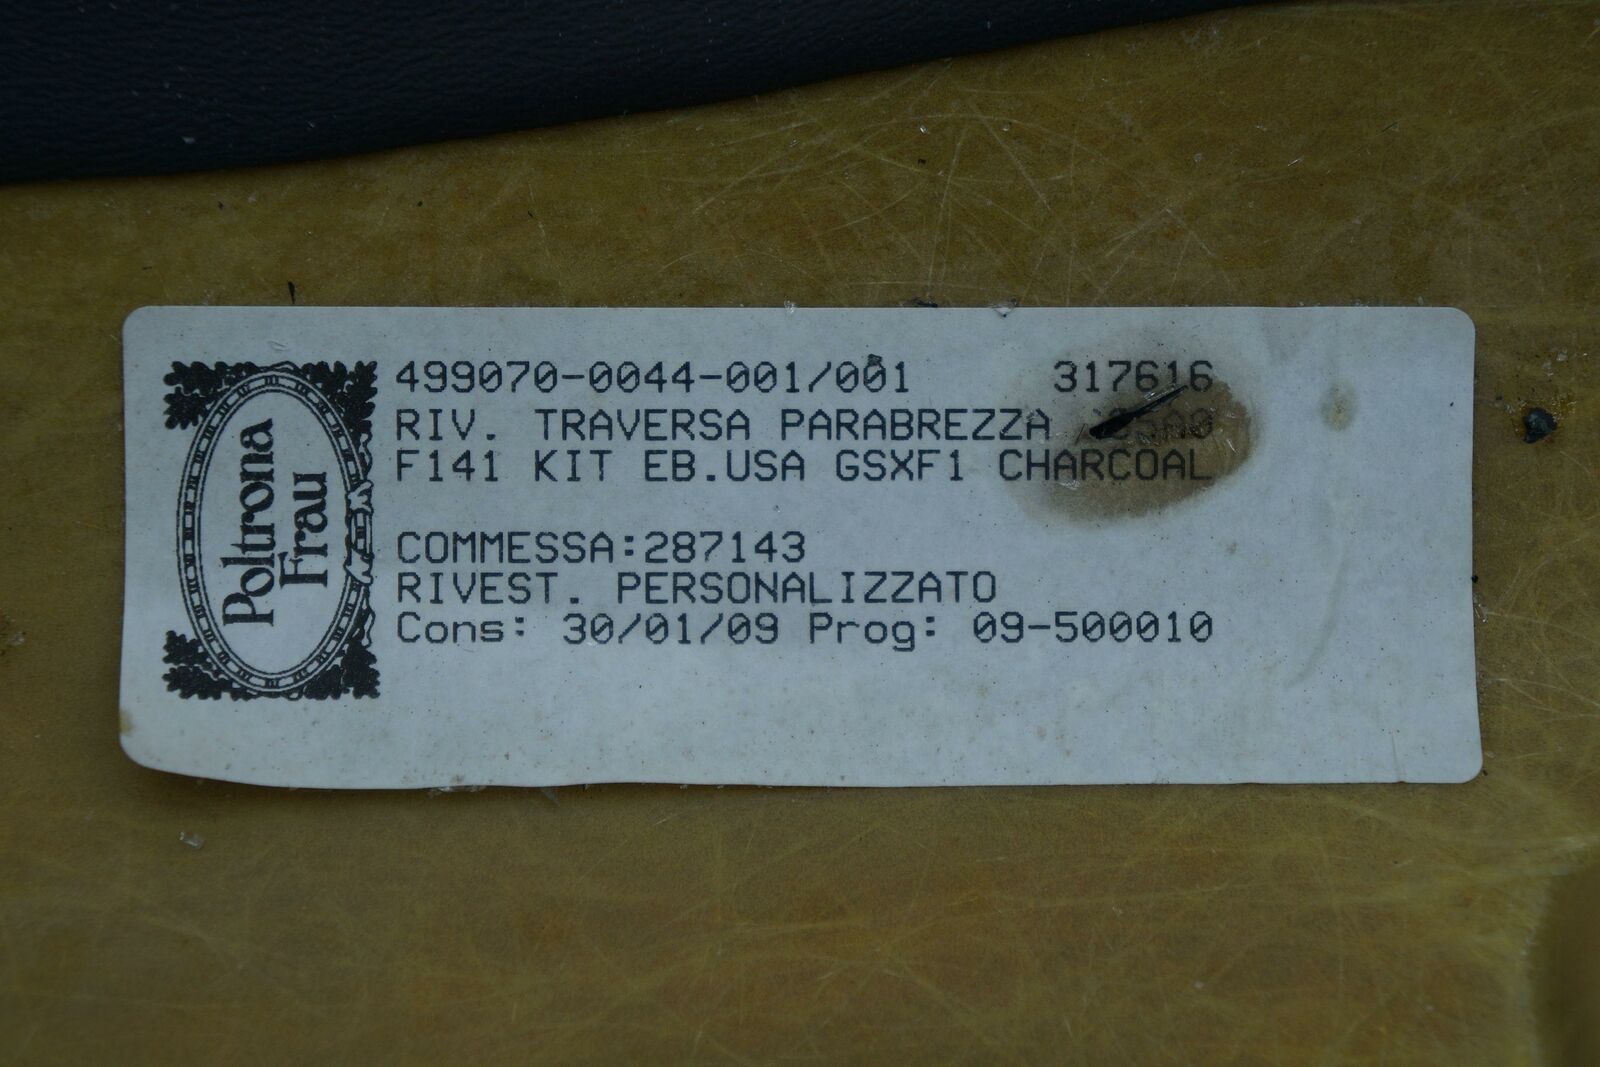 Poltrona
Frau
499070-0044-001/001 317616
RIV. TRAVERSA PARABREZZA
F141 KIT EB.USA GSXF1 CHARCOAL
COMMESSA:287143
RIVEST. PERSONALIZZATO
Cons: 30/01/09 Prog: 09-500010